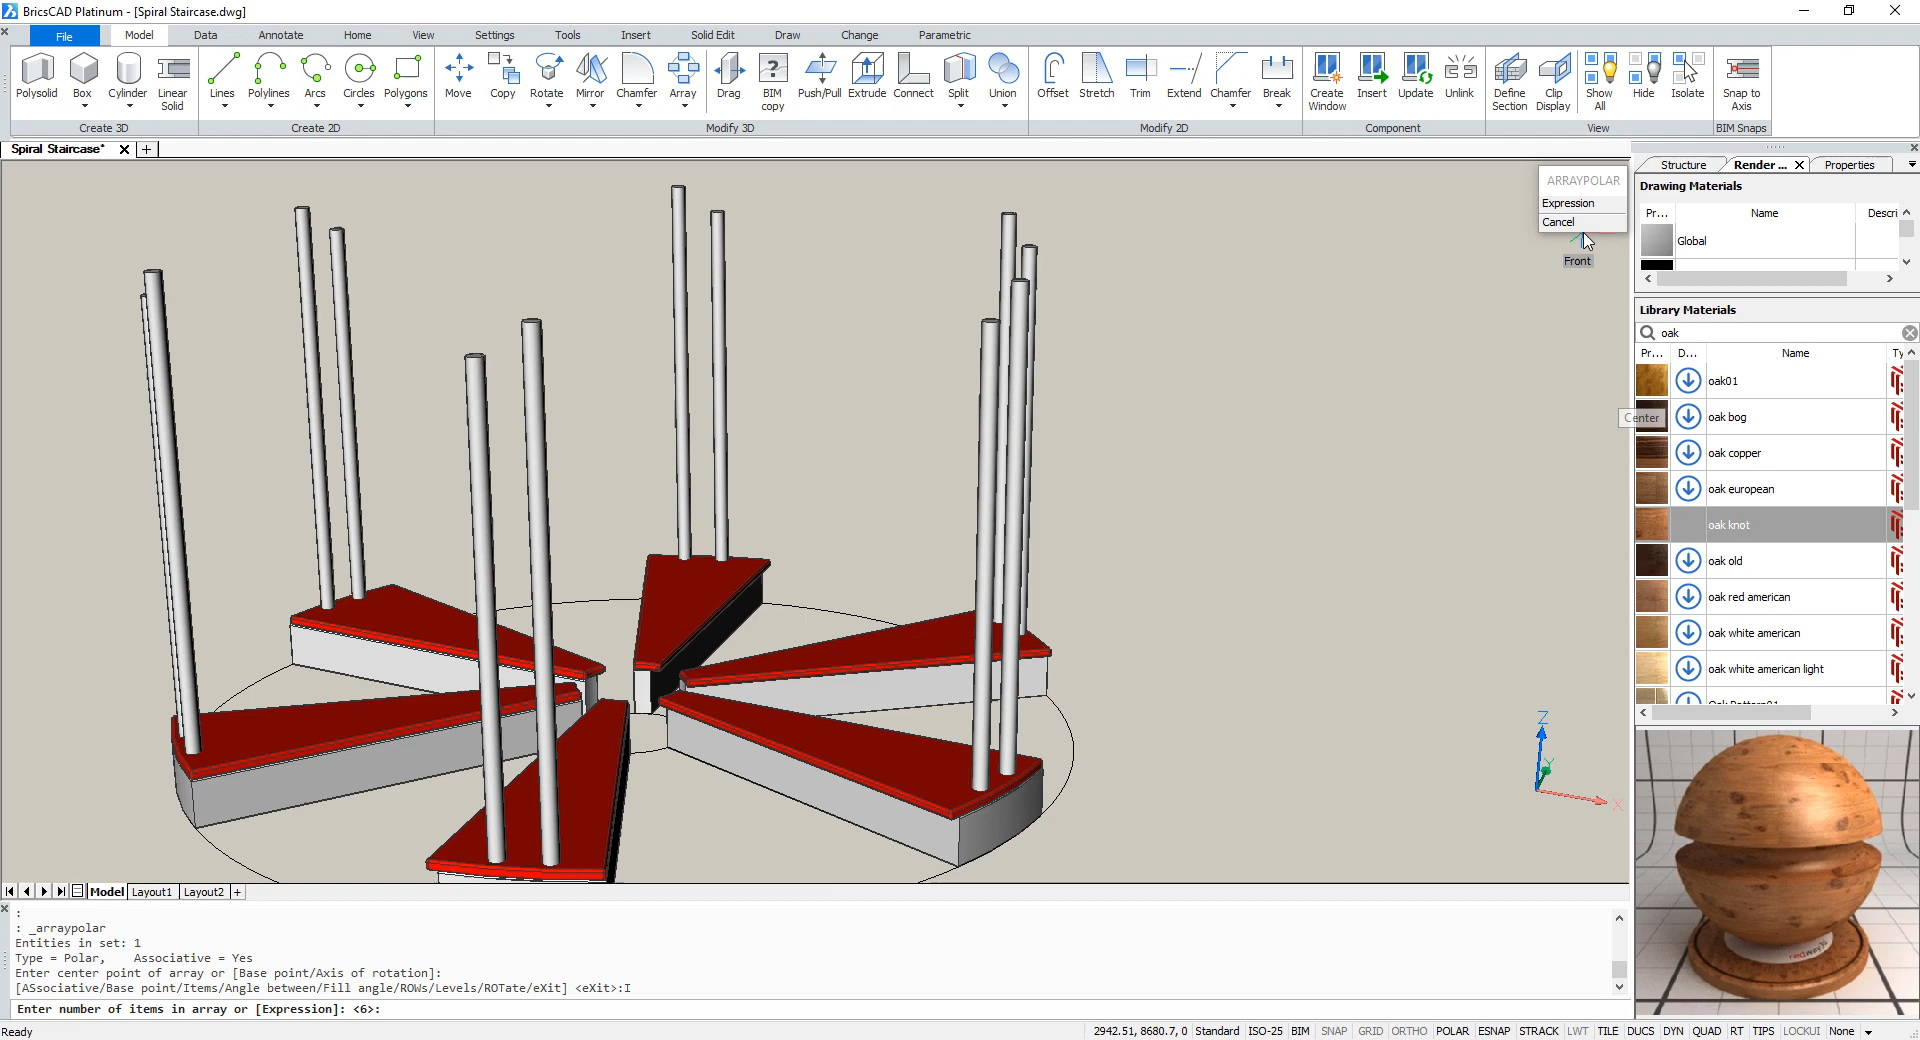 BricsCAD Platinum - [Spiral Staircase.dwg]
File Model Data Annotate Home View Settings Tools Insert Solid Edit Draw Change Parametric
Polysolid Box Cylinder Linear Solid Lines Polylines Arcs Circles Polygons Move Copy Rotate Mirror Chamfer Array Drag BIM copy Push/Pull Extrude Connect Split Union Offset Stretch Trim Extend Chamfer Break Create Window Insert Update Unlink Define Section Clip Display Show All Hide Isolate Snap to Axis
Create 3D Create 2D Modify 3D Modify 2D Component View BIM Snaps
Spiral Staircase*
ARRAYPOLAR
Expression
Cancel
Front
Center
Z
Y
X
Structure Render ... Properties
Drawing Materials
Pr... Name Descri
Global
Library Materials
oak
Pr... D... Name Ty
oak01
oak bog
oak copper
oak european
oak knot
oak old
oak red american
oak white american
oak white american light
Oak Pattern01
Model Layout1 Layout2 +
:
: _arraypolar
Entities in set: 1
Type = Polar, Associative = Yes
Enter center point of array or [Base point/Axis of rotation]:
[ASsociative/Base point/Items/Angle between/Fill angle/ROWs/Levels/ROTate/eXit] <eXit>:I
Enter number of items in array or [Expression]: <6>:
Ready
2942.51, 8680.7, 0 Standard ISO-25 BIM SNAP GRID ORTHO POLAR ESNAP STRACK LWT TILE DUCS DYN QUAD RT TIPS LOCKUI None